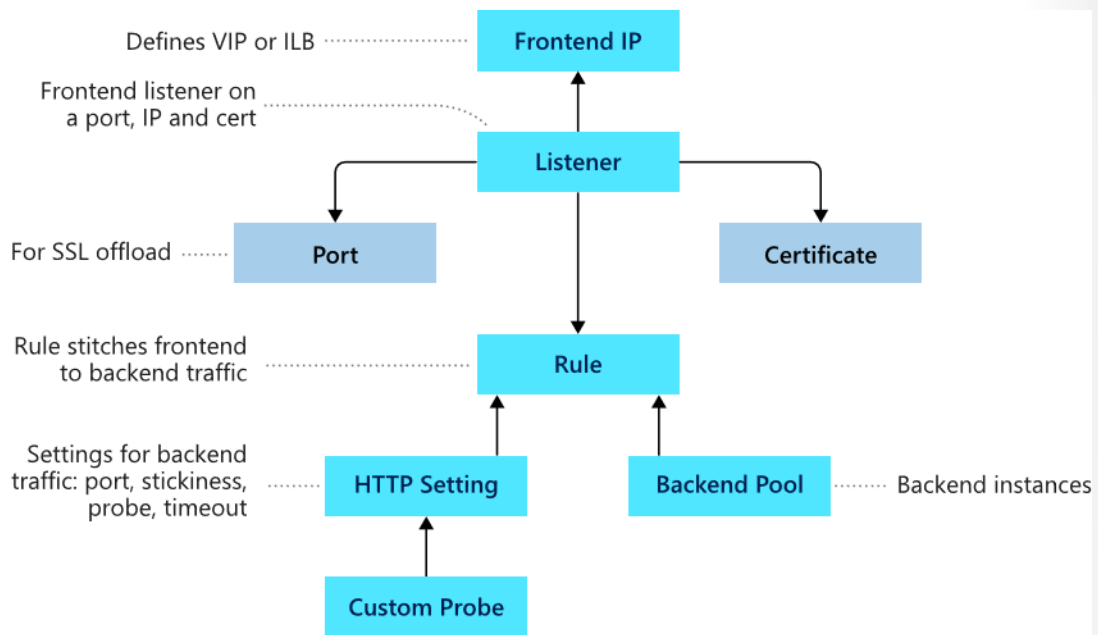 Defines VIP or ILB
Frontend IP
Frontend listener on
a port, IP and cert
Listener
For SSL offload
Port
Certificate
Rule stitches frontend
to backend traffic
Rule
Settings for backend
traffic: port, stickiness,
probe, timeout
HTTP Setting
Backend Pool
Backend instances
Custom Probe